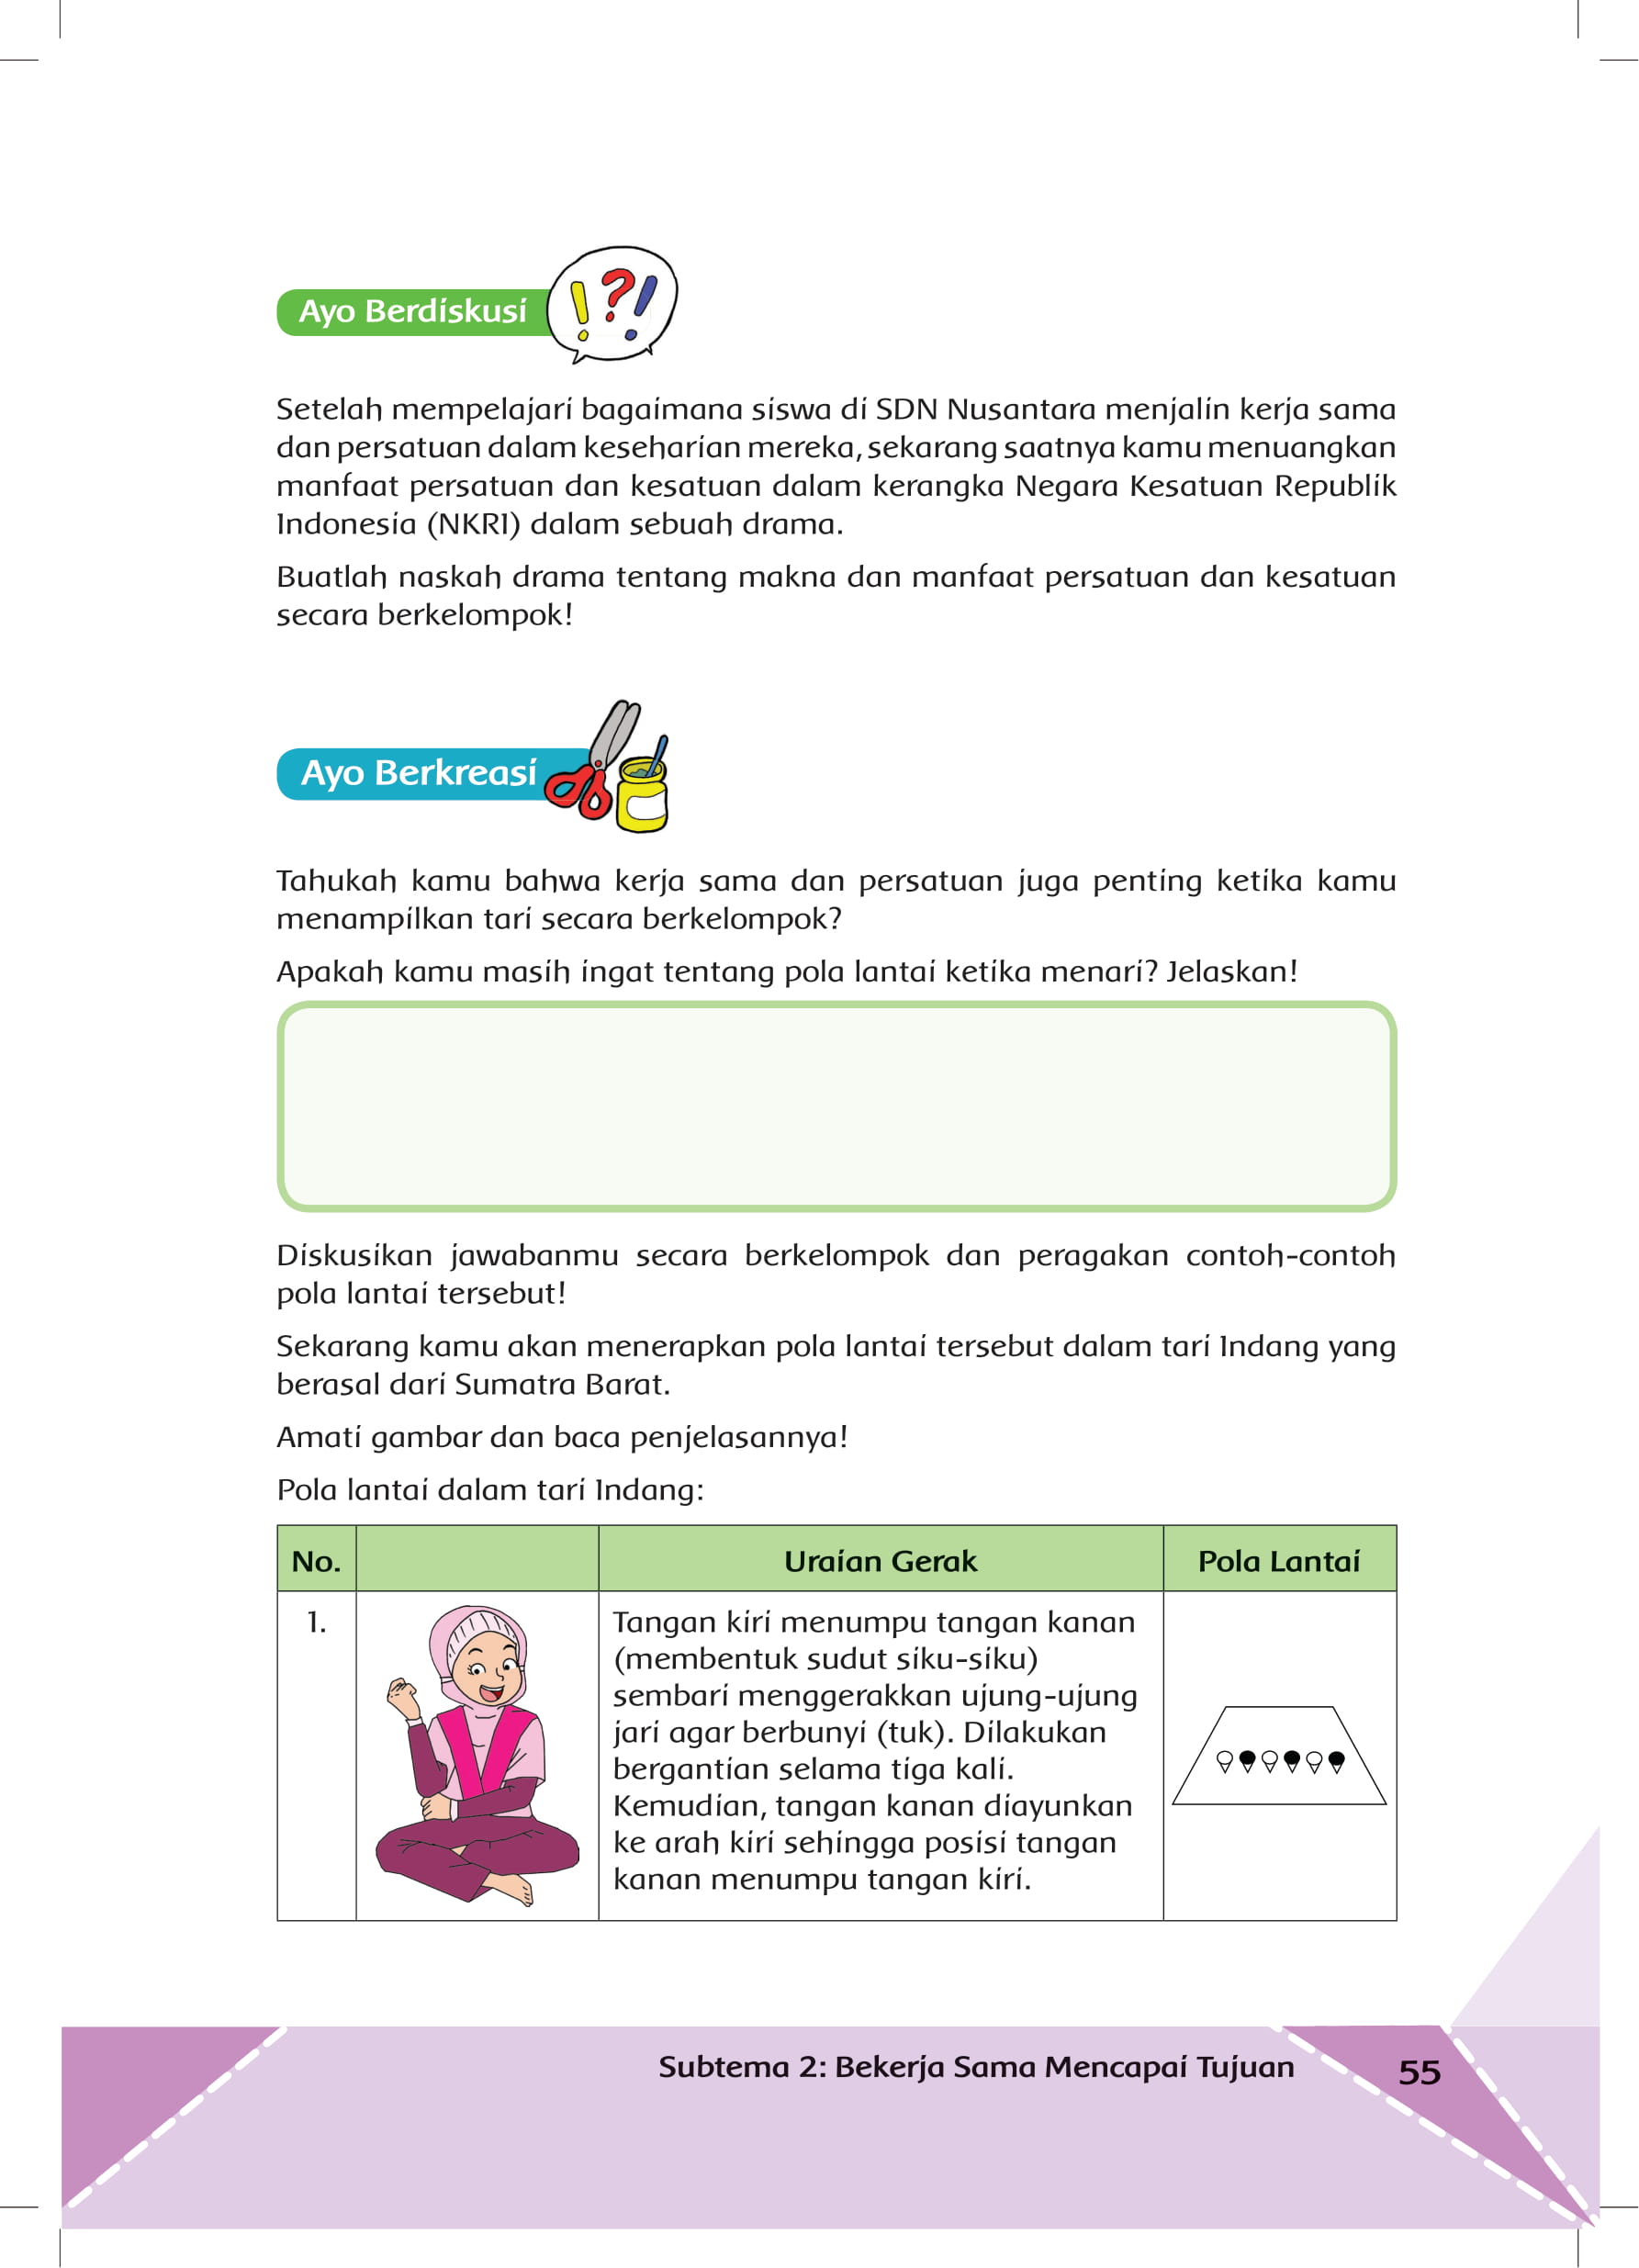 Ayo Berdiskusi
Setelah mempelajari bagaimana siswa di SDN Nusantara menjalin kerja sama
dan persatuan dalam keseharian mereka, sekarang saatnya kamu menuangkan
manfaat persatuan dan kesatuan dalam kerangka Negara Kesatuan Republik
Indonesia (NKRI) dalam sebuah drama.
Buatlah naskah drama tentang makna dan manfaat persatuan dan kesatuan
secara berkelompok!
Ayo Berkreasi
Tahukah kamu bahwa kerja sama dan persatuan juga penting ketika kamu
menampilkan tari secara berkelompok?
Apakah kamu masih ingat tentang pola lantai ketika menari? Jelaskan!
Diskusikan jawabanmu secara berkelompok dan peragakan contoh-contoh
pola lantai tersebut!
Sekarang kamu akan menerapkan pola lantai tersebut dalam tari Indang yang
berasal dari Sumatra Barat.
Amati gambar dan baca penjelasannya!
Pola lantai dalam tari Indang:
No. Uraian Gerak Pola Lantai
1. Tangan kiri menumpu tangan kanan
(membentuk sudut siku-siku)
sembari menggerakkan ujung-ujung
jari agar berbunyi (tuk). Dilakukan
bergantian selama tiga kali.
Kemudian, tangan kanan diayunkan
ke arah kiri sehingga posisi tangan
kanan menumpu tangan kiri.
Subtema 2: Bekerja Sama Mencapai Tujuan 55